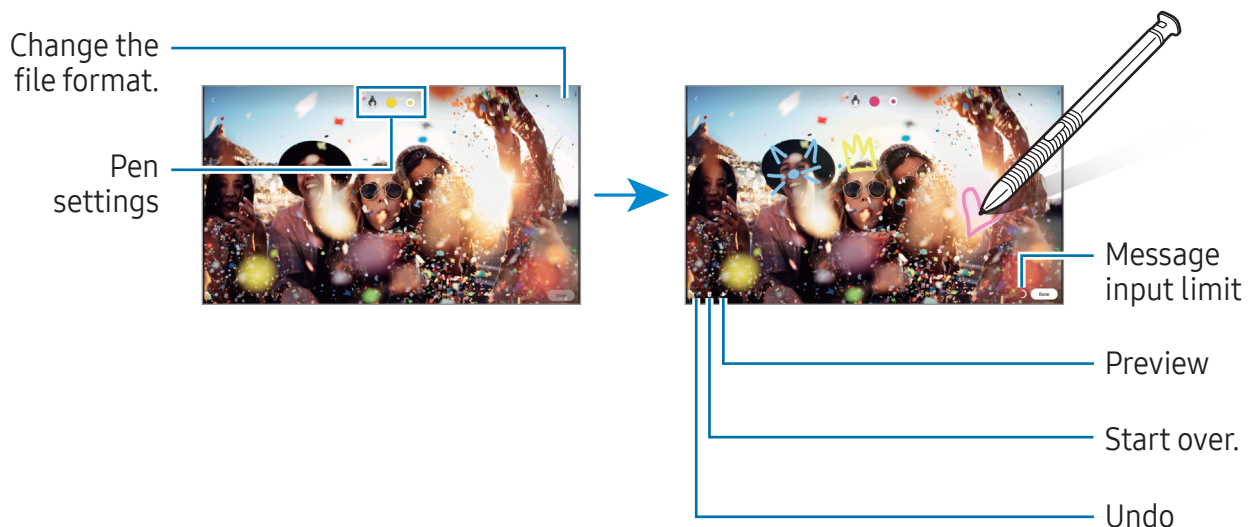 Change the
file format.
Pen
settings
Done
Message
input limit
Preview
Start over.
Undo